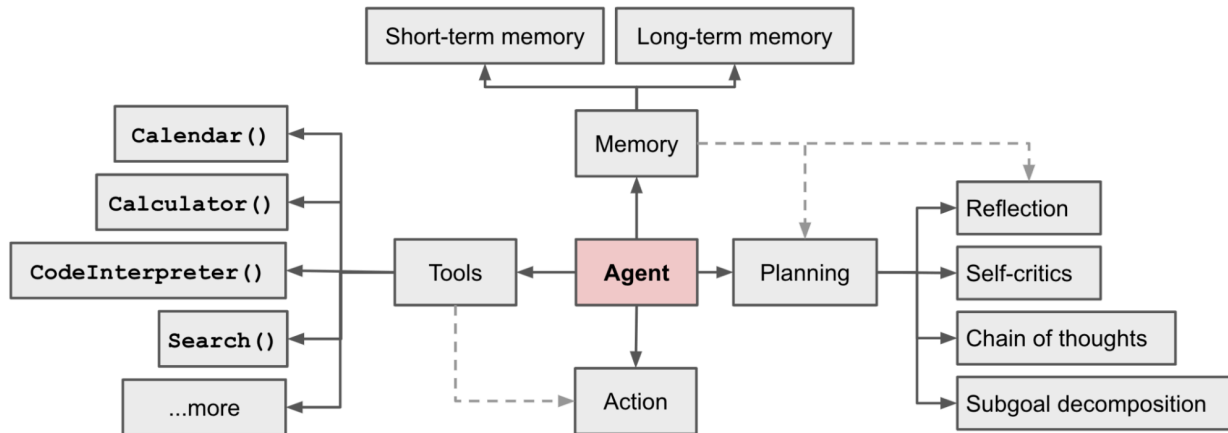 Short-term memory
Long-term memory
Calendar()
Memory
Calculator()
Reflection
CodeInterpreter()
Tools
Agent
Planning
Self-critics
Search()
Chain of thoughts
...more
Action
Subgoal decomposition